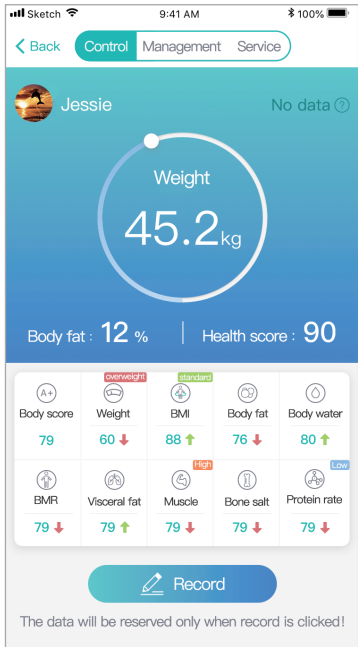 Sketch 9:41 AM 100%
Back Control Management Service
Jessie No data ?
Weight
45.2kg
Body fat : 12 % Health score : 90
overweight standard
A+
Body score Weight BMI Body fat Body water
79 60 88 76 80
High Low
BMR Visceral fat Muscle Bone salt Protein rate
79 79 79 79 79
Record
The data will be reserved only when record is clicked!